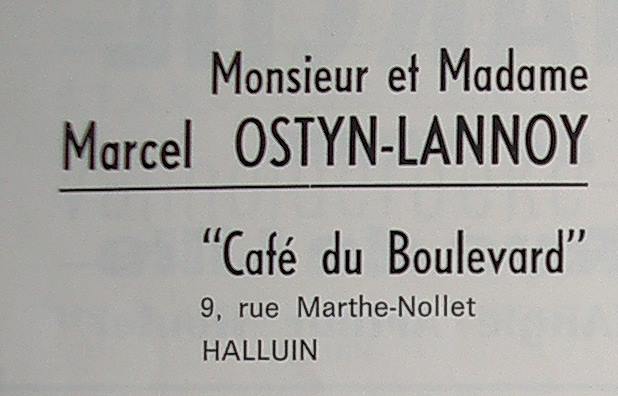 Monsieur et Madame
Marcel OSTYN-LANNOY
“Café du Boulevard”
9, rue Marthe-Nollet
HALLUIN